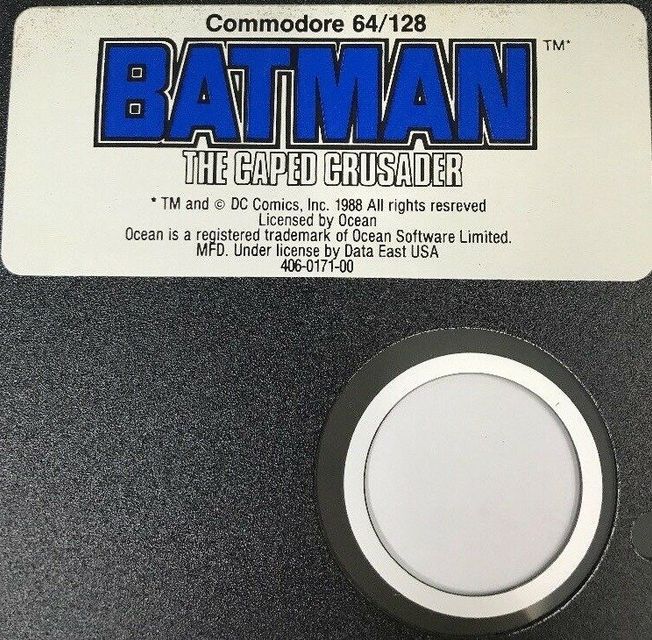 Commodore 64/128
BATMAN TM*
THE CAPED CRUSADER
* TM and © DC Comics, Inc. 1988 All rights resreved
Licensed by Ocean
Ocean is a registered trademark of Ocean Software Limited.
MFD. Under license by Data East USA
406-0171-00